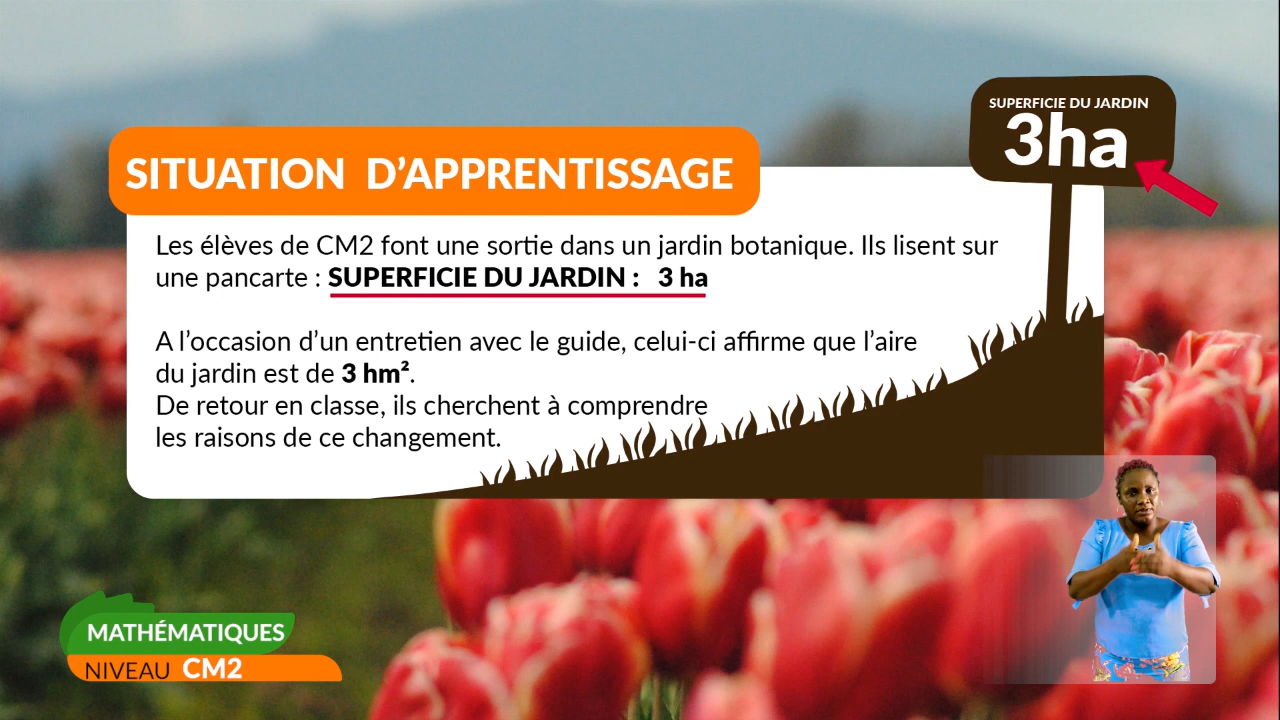 SUPERFICIE DU JARDIN
3ha
SITUATION D’APPRENTISSAGE
Les élèves de CM2 font une sortie dans un jardin botanique. Ils lisent sur
une pancarte : SUPERFICIE DU JARDIN : 3 ha
A l’occasion d’un entretien avec le guide, celui-ci affirme que l’aire
du jardin est de 3 hm².
De retour en classe, ils cherchent à comprendre
les raisons de ce changement.
MATHÉMATIQUES
NIVEAU CM2